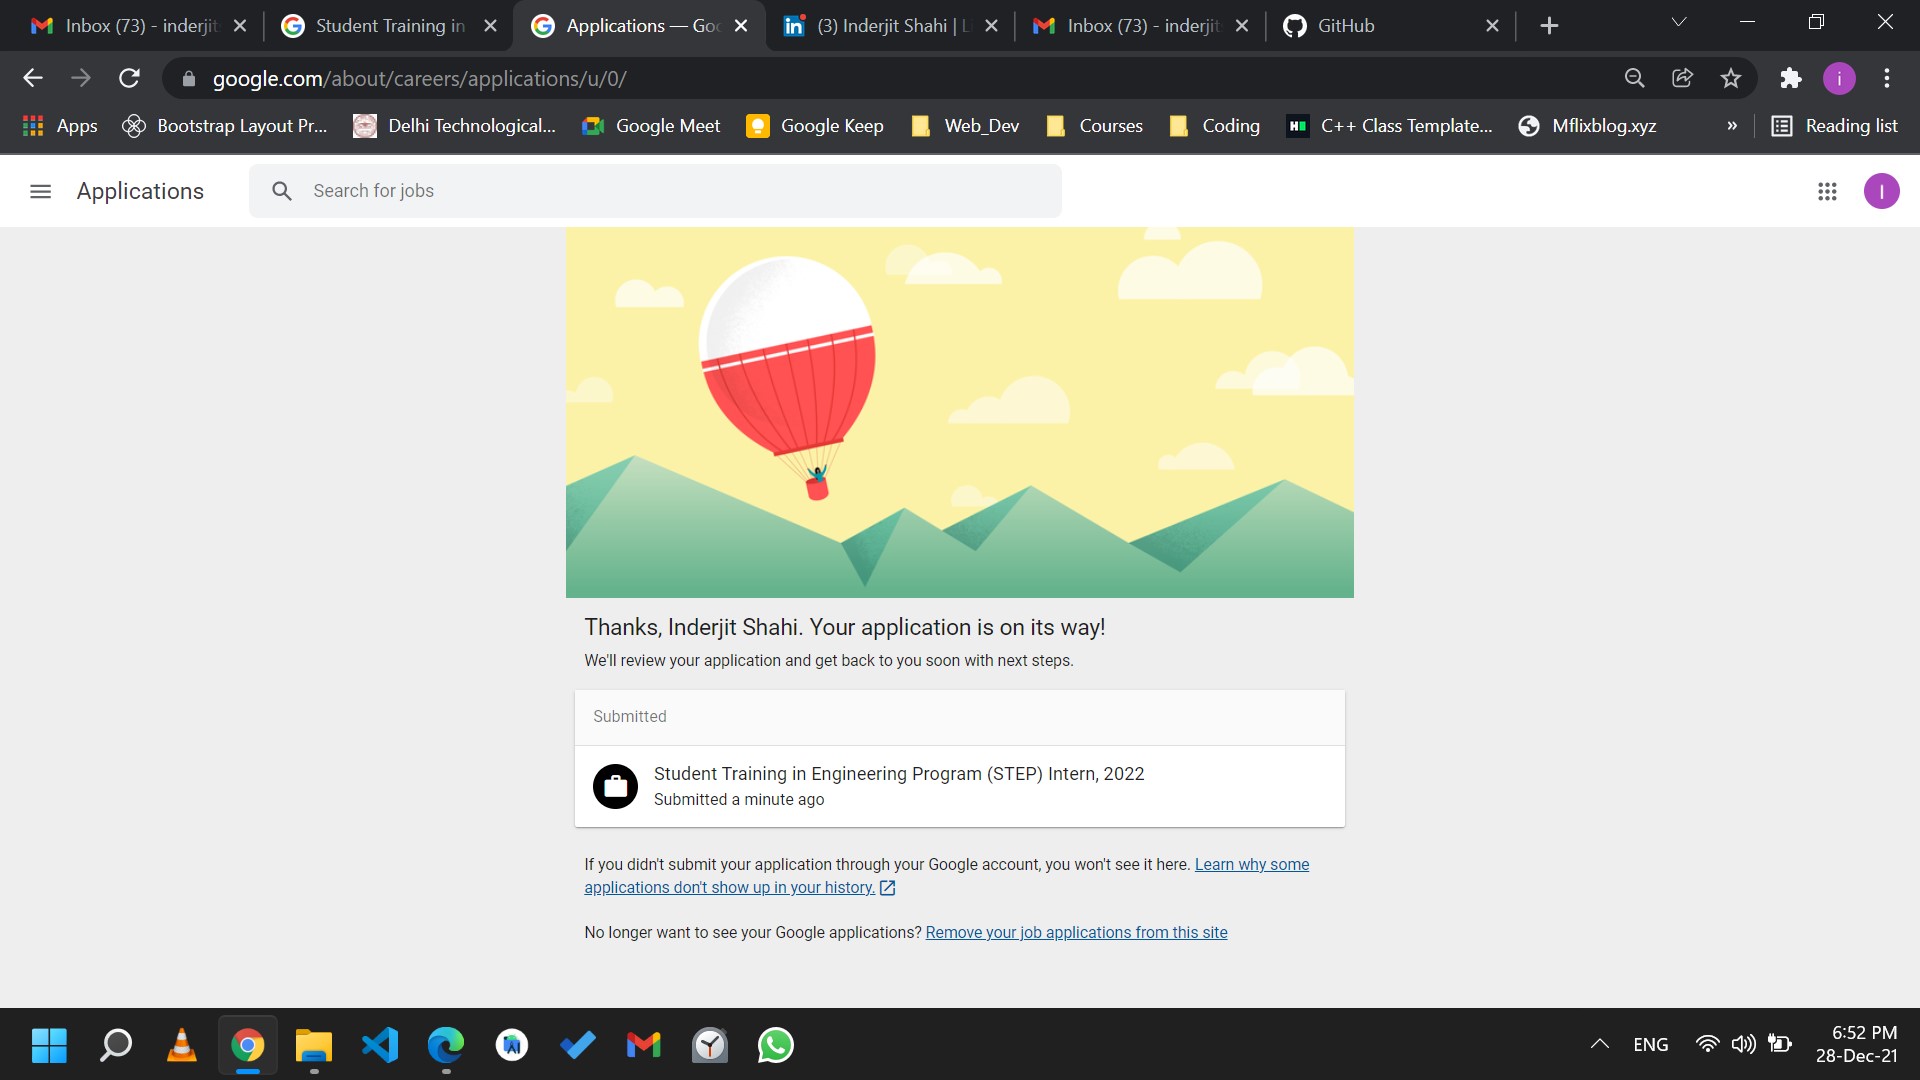 Inbox (73) - inderjit
Student Training in
Applications — Goo
(3) Inderjit Shahi | Li
Inbox (73) - inderjit
GitHub
google.com/about/careers/applications/u/0/
i
Apps
Bootstrap Layout Pr...
Delhi Technological...
Google Meet
Google Keep
Web_Dev
Courses
Coding
C++ Class Template...
Mflixblog.xyz
»
Reading list
Applications
Search for jobs
I
Thanks, Inderjit Shahi. Your application is on its way!
We'll review your application and get back to you soon with next steps.
Submitted
Student Training in Engineering Program (STEP) Intern, 2022
Submitted a minute ago
If you didn't submit your application through your Google account, you won't see it here. Learn why some
applications don't show up in your history.
No longer want to see your Google applications? Remove your job applications from this site
ENG
6:52 PM
28-Dec-21